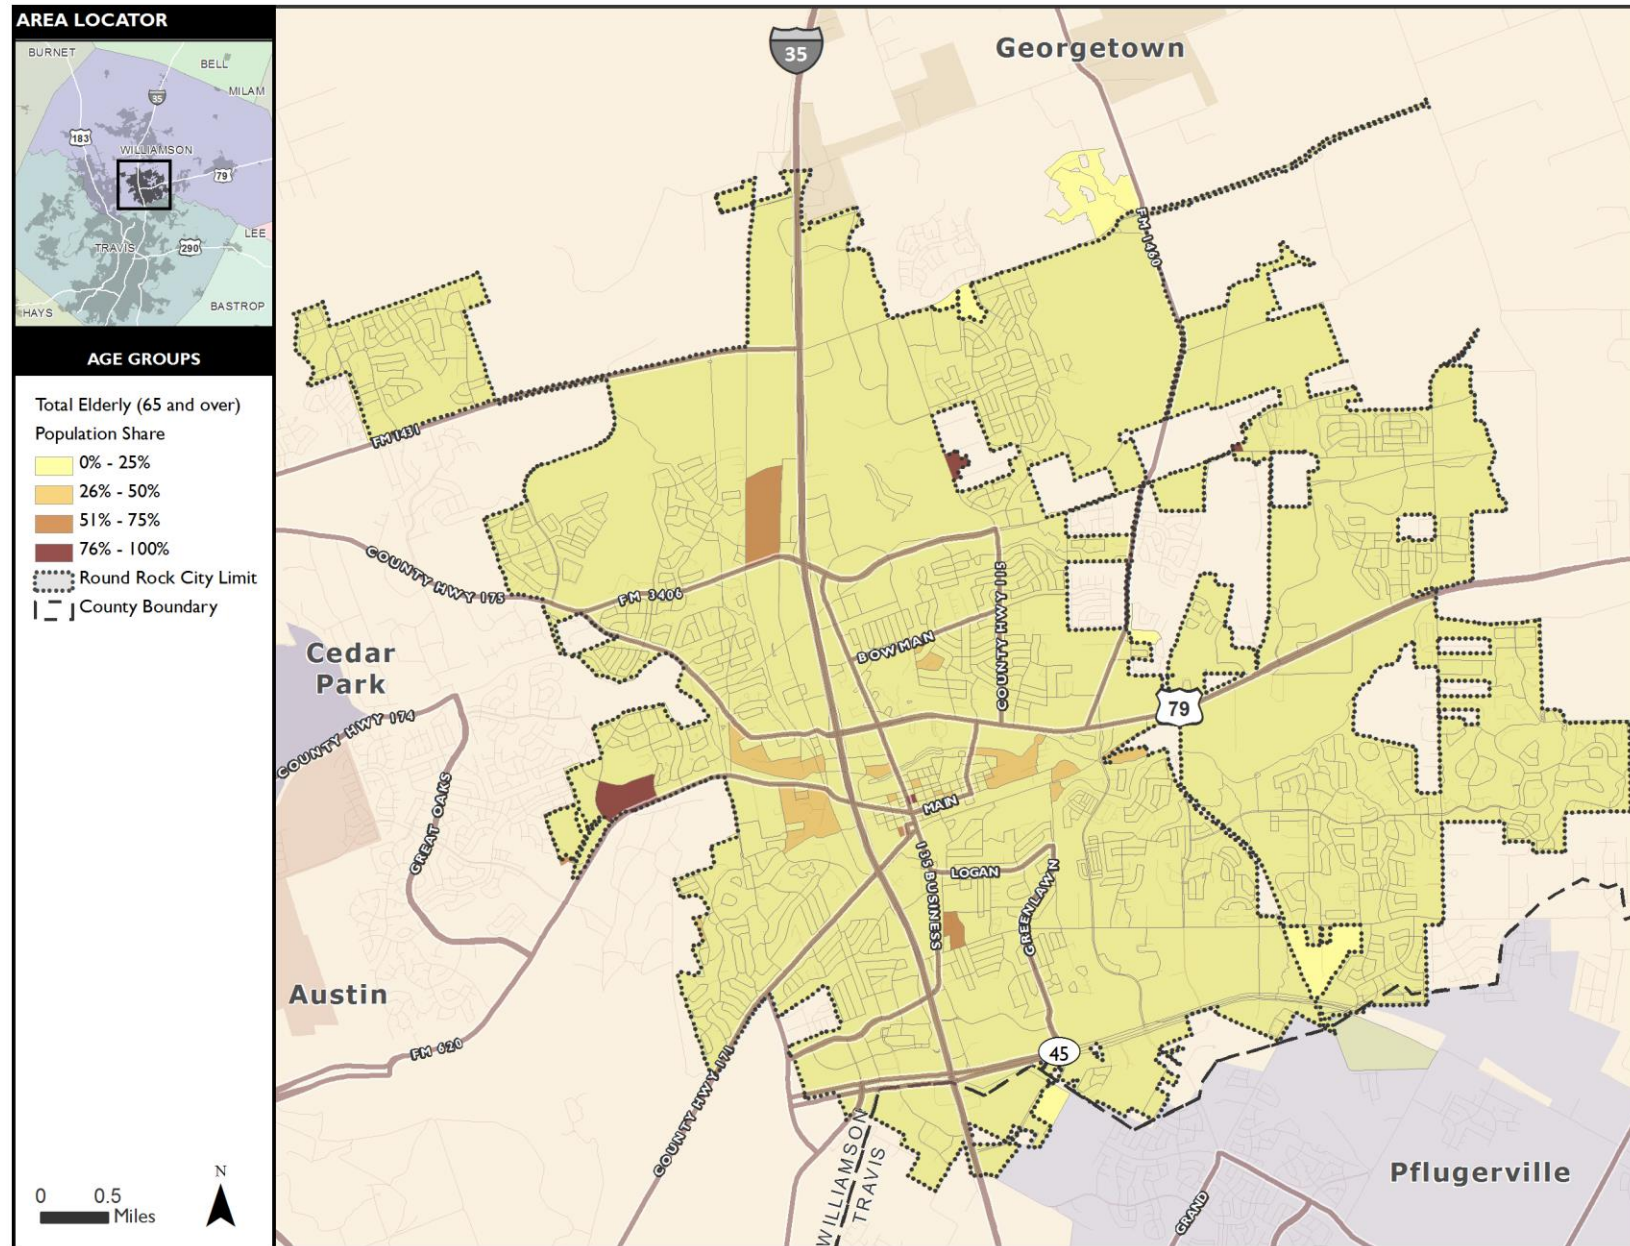 AREA LOCATOR
BURNET
BELL
MILAM
35
183
WILLIAMSON
79
LEE
TRAVIS
290
HAYS
BASTROP
AGE GROUPS
Total Elderly (65 and over)
Population Share
0% - 25%
26% - 50%
51% - 75%
76% - 100%
Round Rock City Limit
County Boundary
0 0.5
Miles
N
35
Georgetown
FM 1460
FM 1431
COUNTY HWY 175
FM 3406
COUNTY HWY 115
BOWMAN
Cedar
Park
79
COUNTY HWY 174
GREAT OAKS
MAIN
I 35 BUSINESS
LOGAN
GREENLAWN
Austin
FM 620
45
COUNTY HWY 171
WILLIAMSON
TRAVIS
Pflugerville
GRAND